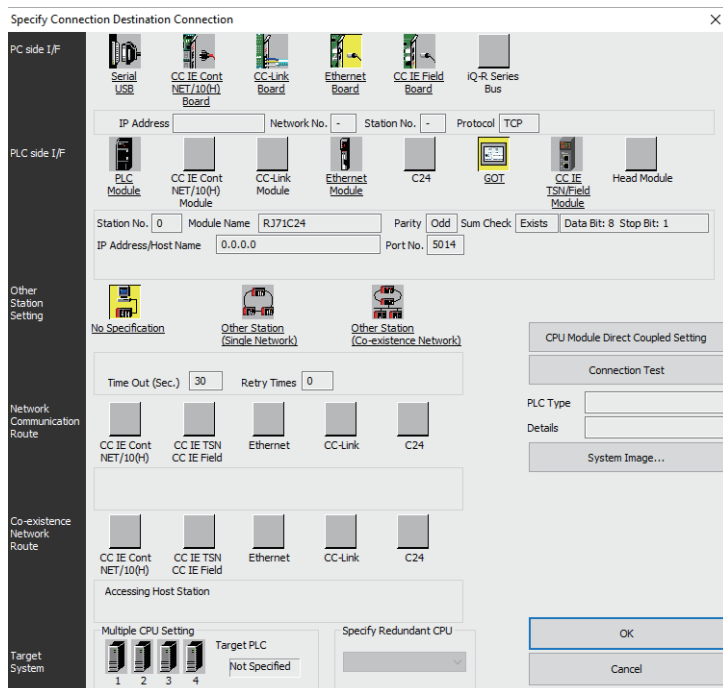 Specify Connection Destination Connection
PC side I/F
Serial
USB
CC IE Cont
NET/10(H)
Board
CC-Link
Board
Ethernet
Board
CC IE Field
Board
iQ-R Series
Bus
IP Address
Network No. -
Station No. -
Protocol TCP
PLC side I/F
PLC
Module
CC IE Cont
NET/10(H)
Module
CC-Link
Module
Ethernet
Module
C24
GOT
CC IE
TSN/Field
Module
Head Module
Station No. 0 Module Name RJ71C24 Parity Odd Sum Check Exists Data Bit: 8 Stop Bit: 1
IP Address/Host Name 0.0.0.0 Port No. 5014
Other
Station
Setting
No Specification
Other Station
(Single Network)
Other Station
(Co-existence Network)
CPU Module Direct Coupled Setting
Time Out (Sec.) 30 Retry Times 0
Connection Test
PLC Type
Details
System Image...
Network
Communication
Route
CC IE Cont
NET/10(H)
CC IE TSN
CC IE Field
Ethernet
CC-Link
C24
Co-existence
Network
Route
CC IE Cont
NET/10(H)
CC IE TSN
CC IE Field
Ethernet
CC-Link
C24
Accessing Host Station
Target
System
Multiple CPU Setting
1 2 3 4
Target PLC
Not Specified
Specify Redundant CPU
OK
Cancel